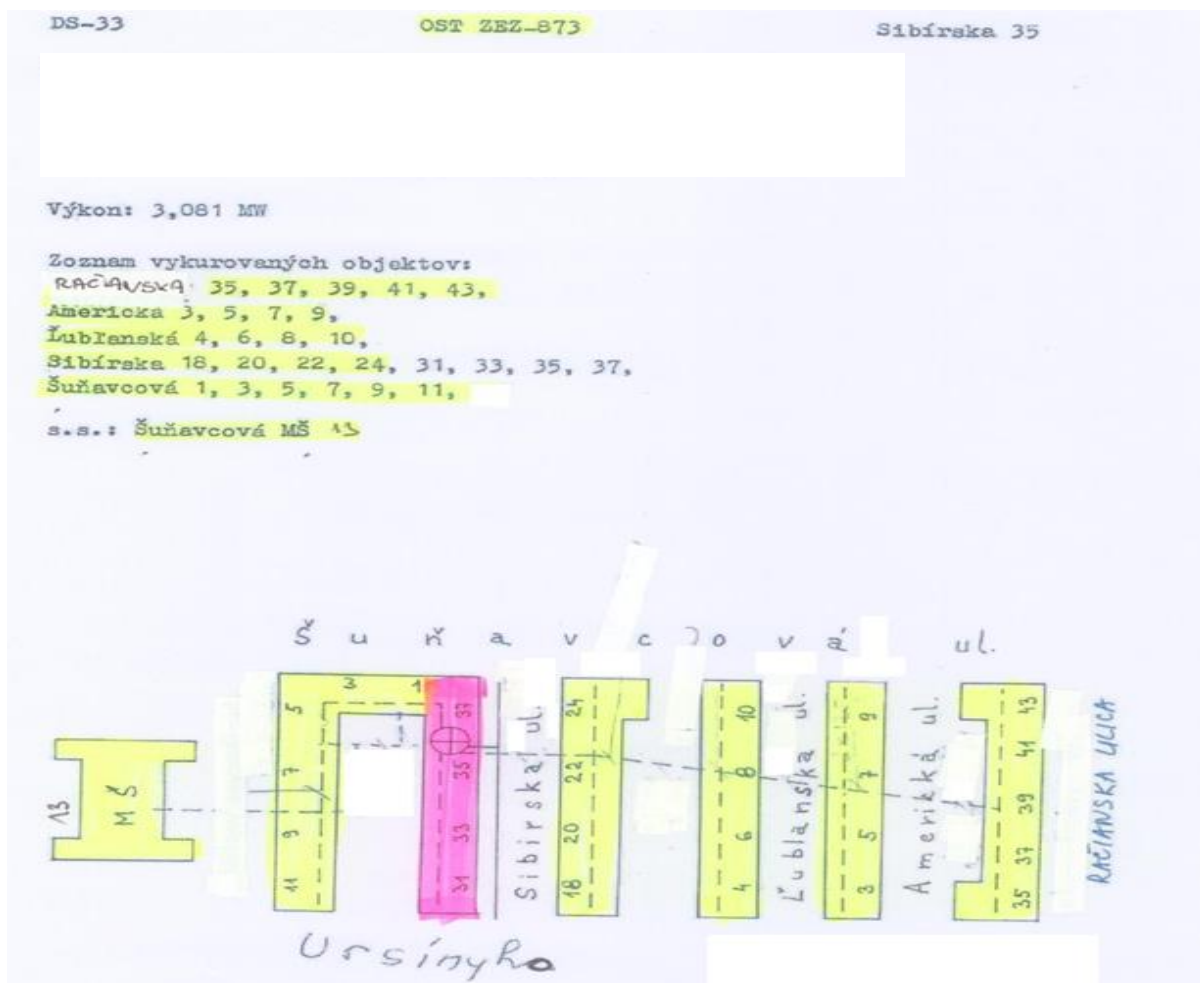 DS-33 OST ZEZ-873 Sibírska 35
Výkon: 3,081 MW
Zoznam vykurovaných objektov:
RAČIANSKA: 35, 37, 39, 41, 43,
Americka 3, 5, 7, 9,
Ľubľanská 4, 6, 8, 10,
Sibírska 18, 20, 22, 24, 31, 33, 35, 37,
Šuňavcová 1, 3, 5, 7, 9, 11,
s.s.: Šuňavcová MŠ 13
Šuňavcová ul.
13
MŠ
11 9 7 5
3 1
31 33 35 37
Sibirska ul.
18 20 22 24
4 6 8 10
Ľublanska ul.
3 5 7 9
Amerikká ul.
35 37 39 41 43
RAČIANSKA ULICA
Ursínyho